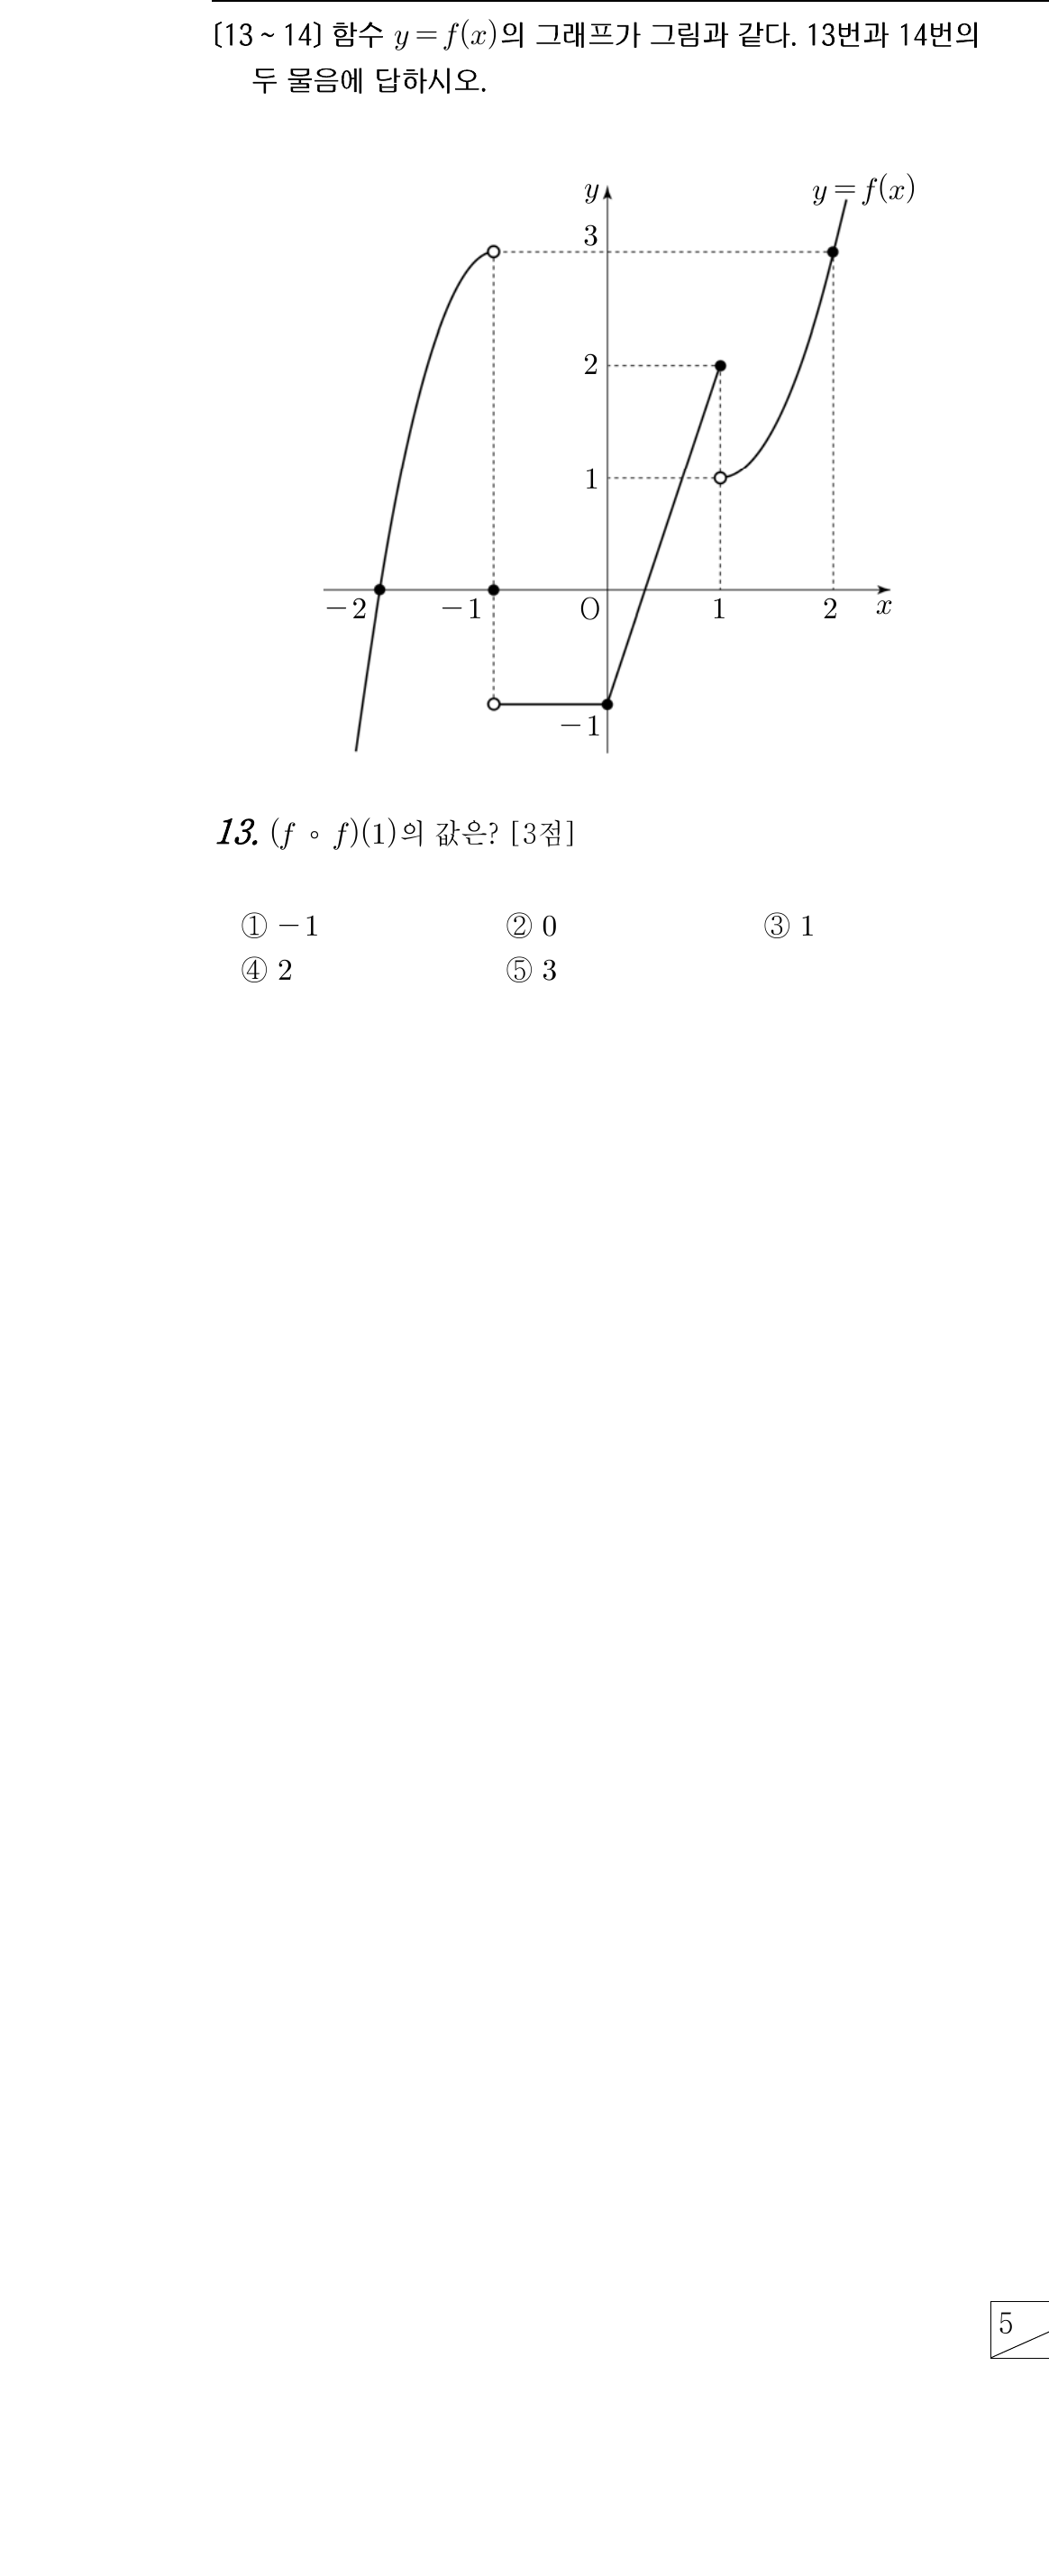 [13 ~ 14] 함수 y = f(x)의 그래프가 그림과 같다. 13번과 14번의
두 물음에 답하시오.
y
y = f(x)
3
2
1
-2
-1
O
1
2
x
-1
13. (f ∘ f)(1)의 값은? [3점]
① -1 ② 0 ③ 1
④ 2 ⑤ 3
5